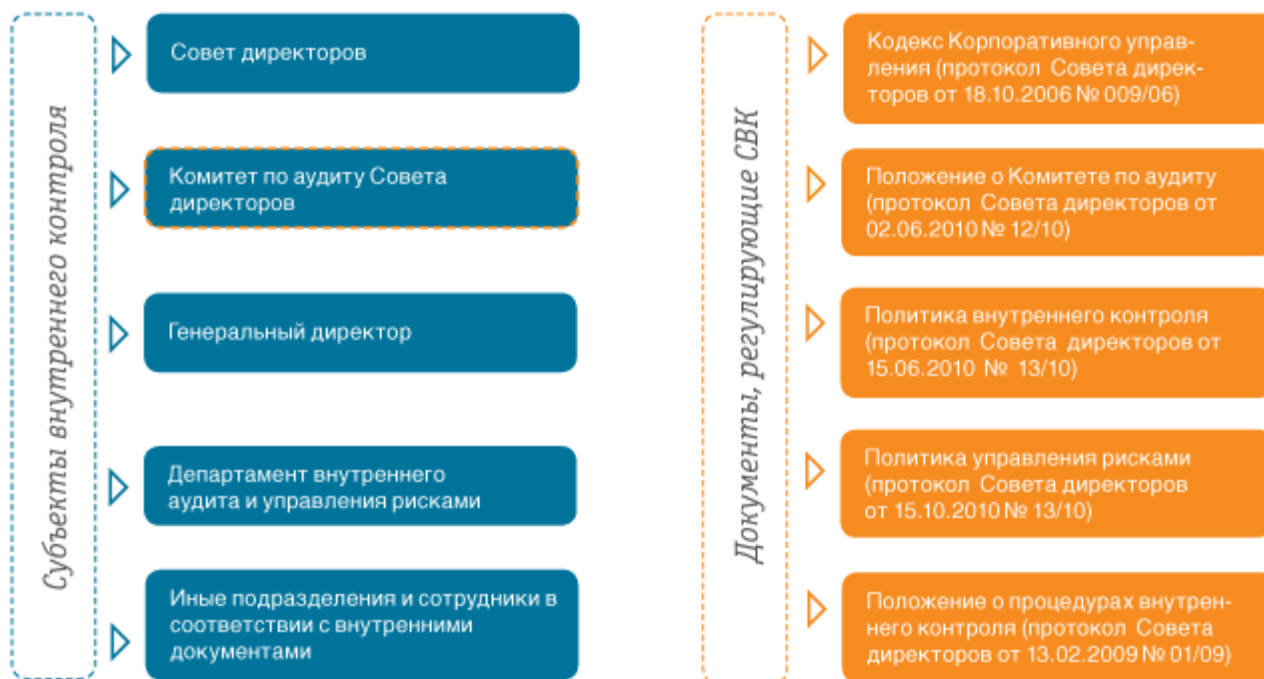 Субъекты внутреннего контроля
Совет директоров
Комитет по аудиту Совета
директоров
Генеральный директор
Департамент внутреннего
аудита и управления рисками
Иные подразделения и сотрудники в
соответствии с внутренними
документами
Документы, регулирующие СВК
Кодекс Корпоративного управ-
ления (протокол Совета дирек-
торов от 18.10.2006 № 009/06)
Положение о Комитете по аудиту
(протокол Совета директоров от
02.06.2010 № 12/10)
Политика внутреннего контроля
(протокол Совета директоров от
15.06.2010 № 13/10)
Политика управления рисками
(протокол Совета директоров
от 15.10.2010 № 13/10)
Положение о процедурах внутрен-
него контроля (протокол Совета
директоров от 13.02.2009 № 01/09)